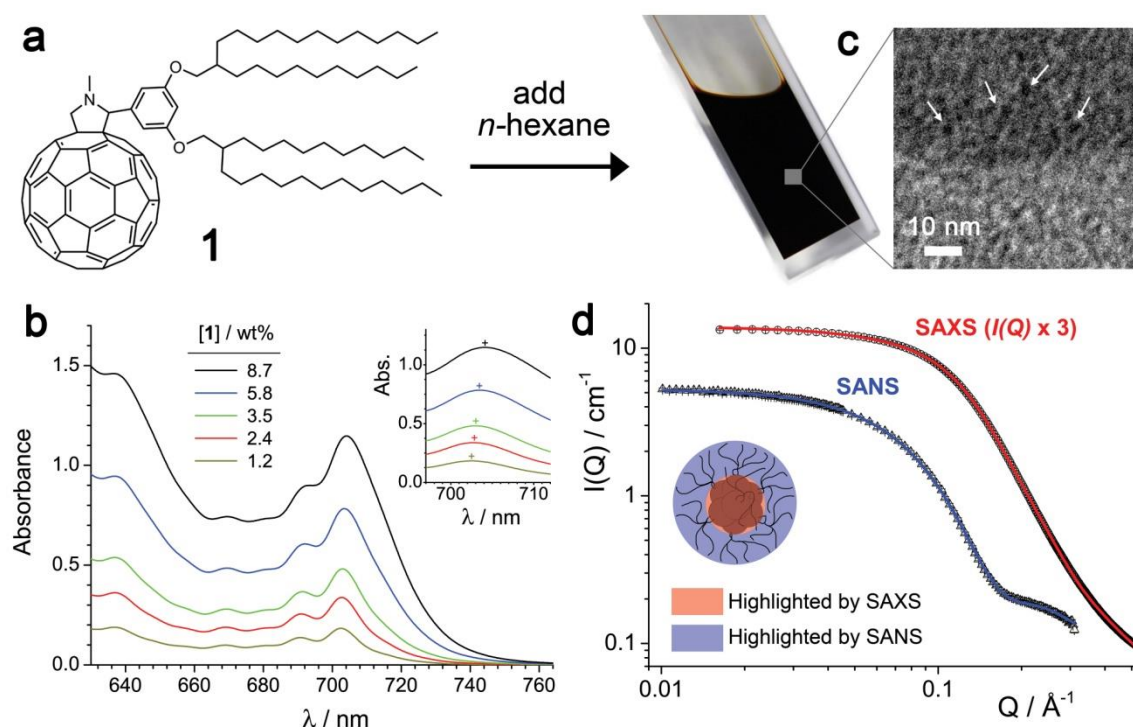 a
N
O
O
1
add
n-hexane
c
10 nm
b
[1] / wt%
8.7
5.8
3.5
2.4
1.2
Absorbance
1.5
1.0
0.5
0.0
640 660 680 700 720 740 760
λ / nm
Abs.
1.0
0.5
0.0
700 710
λ / nm
d
SAXS (I(Q) x 3)
SANS
I(Q) / cm⁻¹
10
1
0.1
Highlighted by SAXS
Highlighted by SANS
0.01 0.1
Q / Å⁻¹